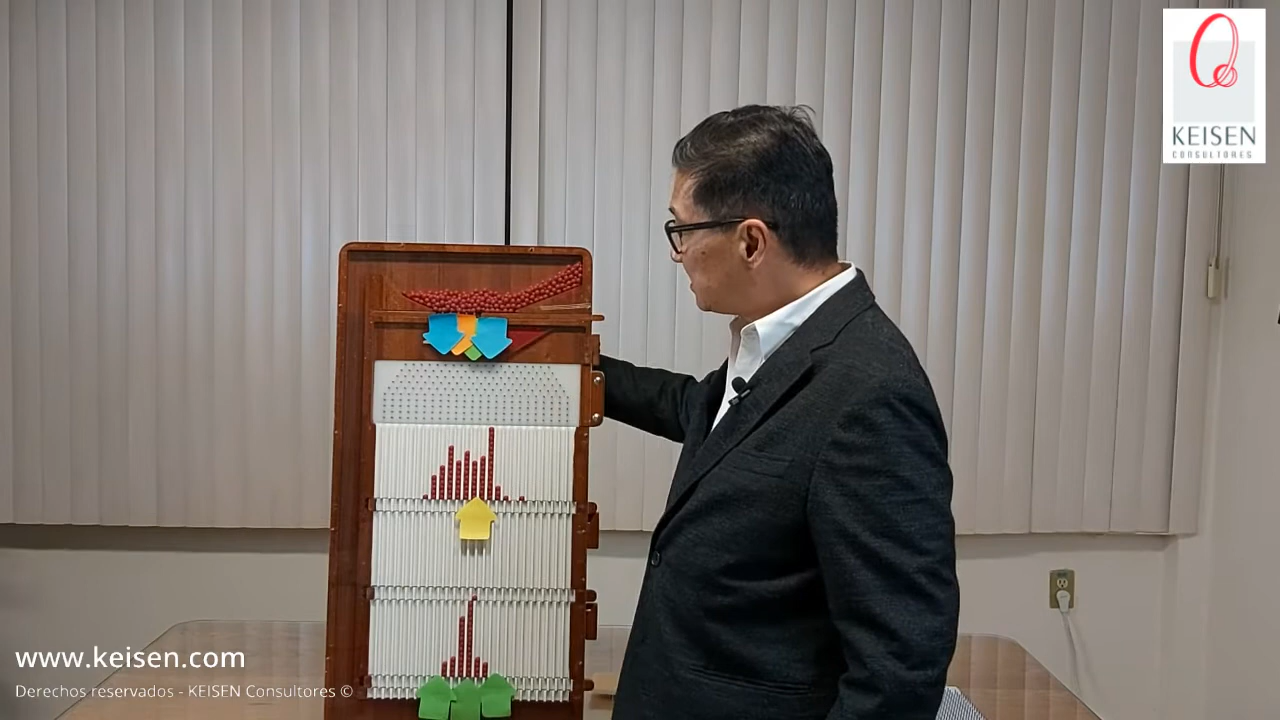 KEISEN
CONSULTORES
www.keisen.com
Derechos reservados - KEISEN Consultores ©